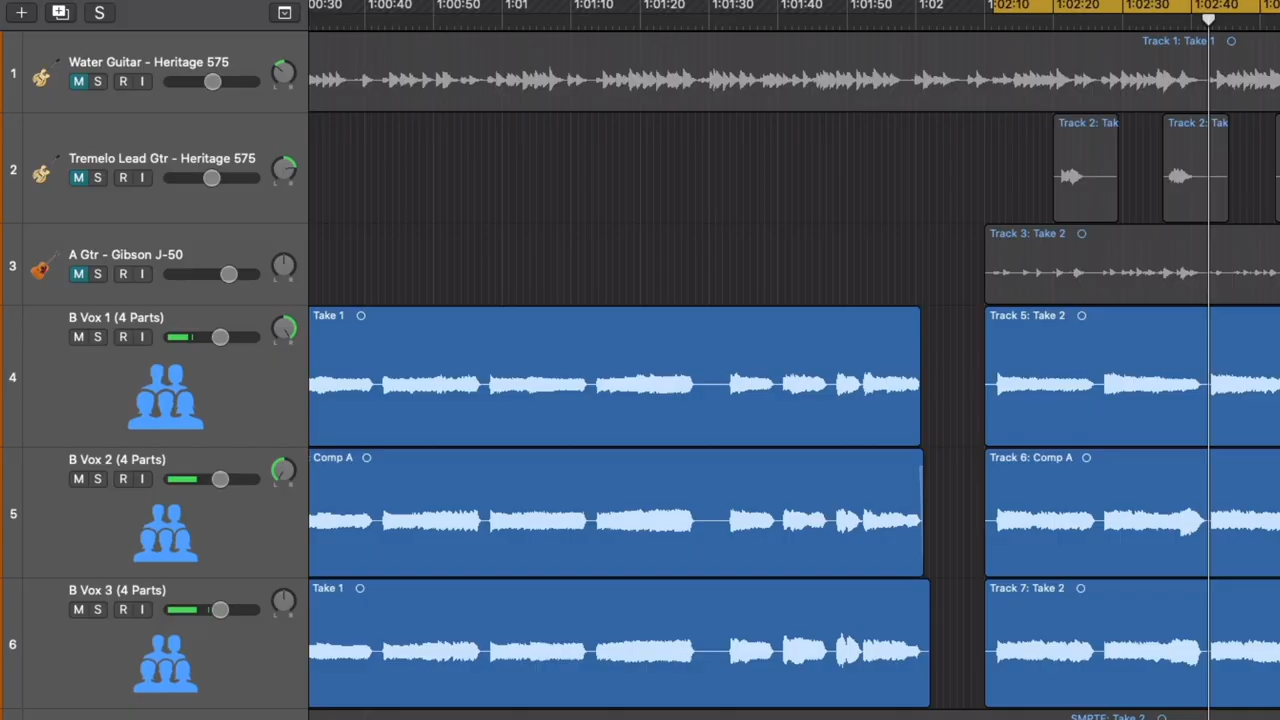 S
00:30 1:00:40 1:00:50 1:01 1:01:10 1:01:20 1:01:30 1:01:40 1:01:50 1:02 1:02:10 1:02:20 1:02:30 1:02:40
1
Water Guitar - Heritage 575
M S R I
L R
Track 1: Take 1
2
Tremelo Lead Gtr - Heritage 575
M S R I
L R
Track 2: Tak
Track 2: Tak
3
A Gtr - Gibson J-50
M S R I
L R
Track 3: Take 2
4
B Vox 1 (4 Parts)
M S R I
L R
Take 1
Track 5: Take 2
5
B Vox 2 (4 Parts)
M S R I
L R
Comp A
Track 6: Comp A
6
B Vox 3 (4 Parts)
M S R I
L R
Take 1
Track 7: Take 2
SMPTE: Take 2